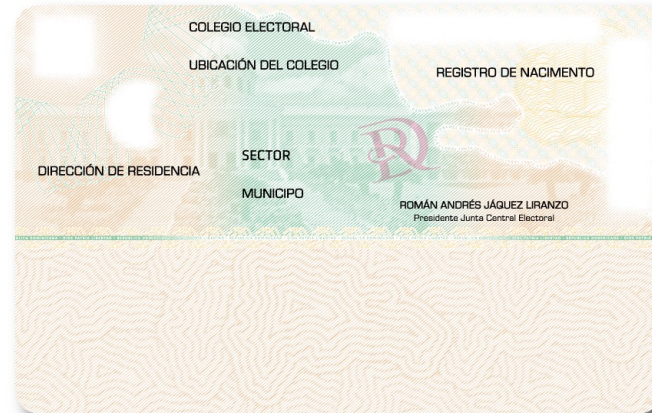 COLEGIO ELECTORAL
UBICACIÓN DEL COLEGIO
REGISTRO DE NACIMENTO
SECTOR
DIRECCIÓN DE RESIDENCIA
MUNICIPO
ROMÁN ANDRÉS JÁQUEZ LIRANZO
Presidente Junta Central Electoral
RD